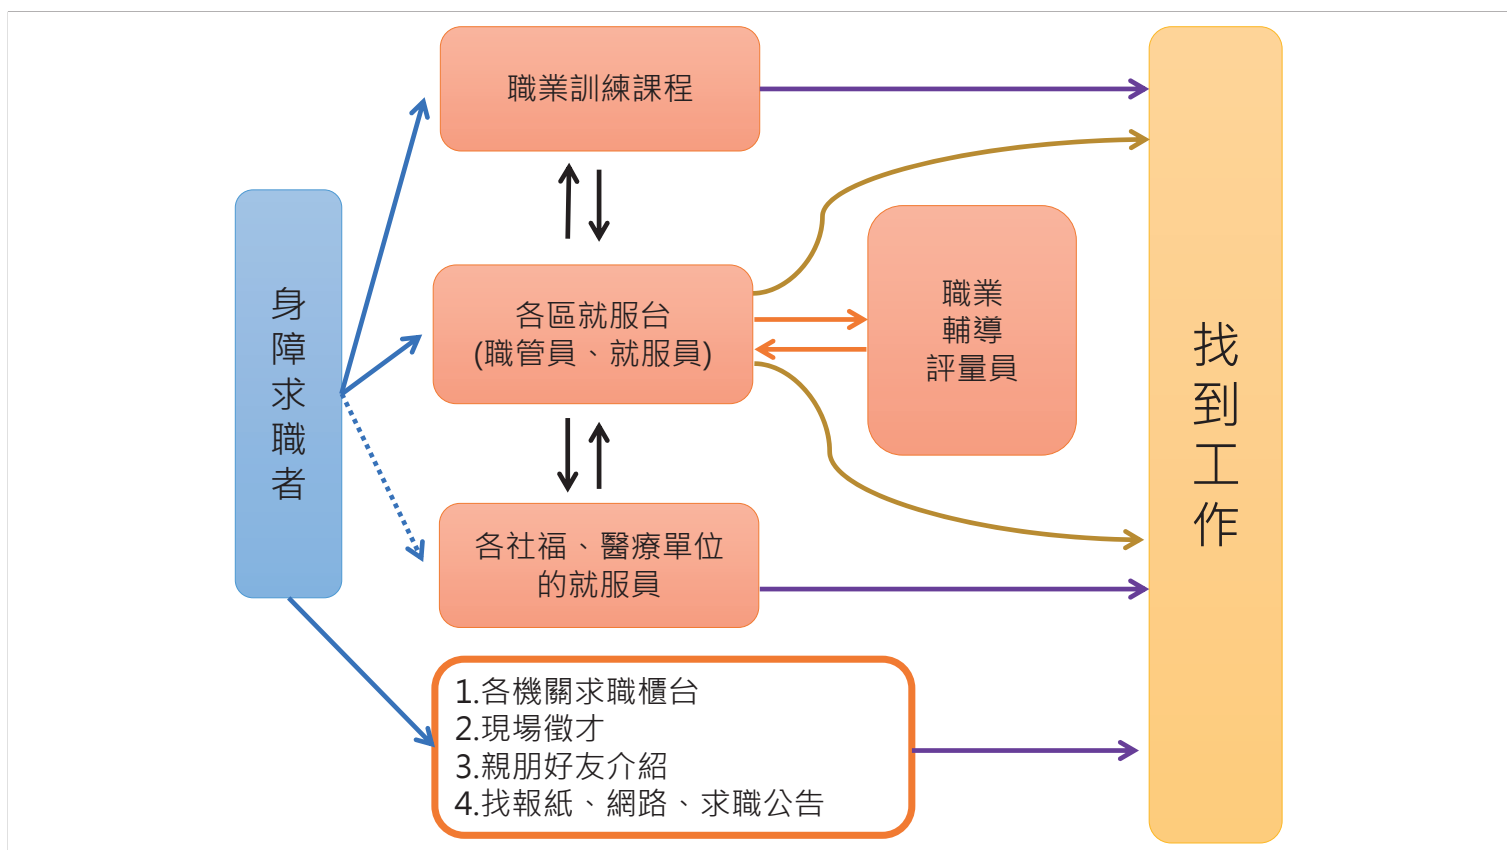 職業訓練課程
身障求職者
各區就服台
(職管員、就服員)
職業
輔導
評量員
找到工作
各社福、醫療單位
的就服員
1.各機關求職櫃台
2.現場徵才
3.親朋好友介紹
4.找報紙、網路、求職公告